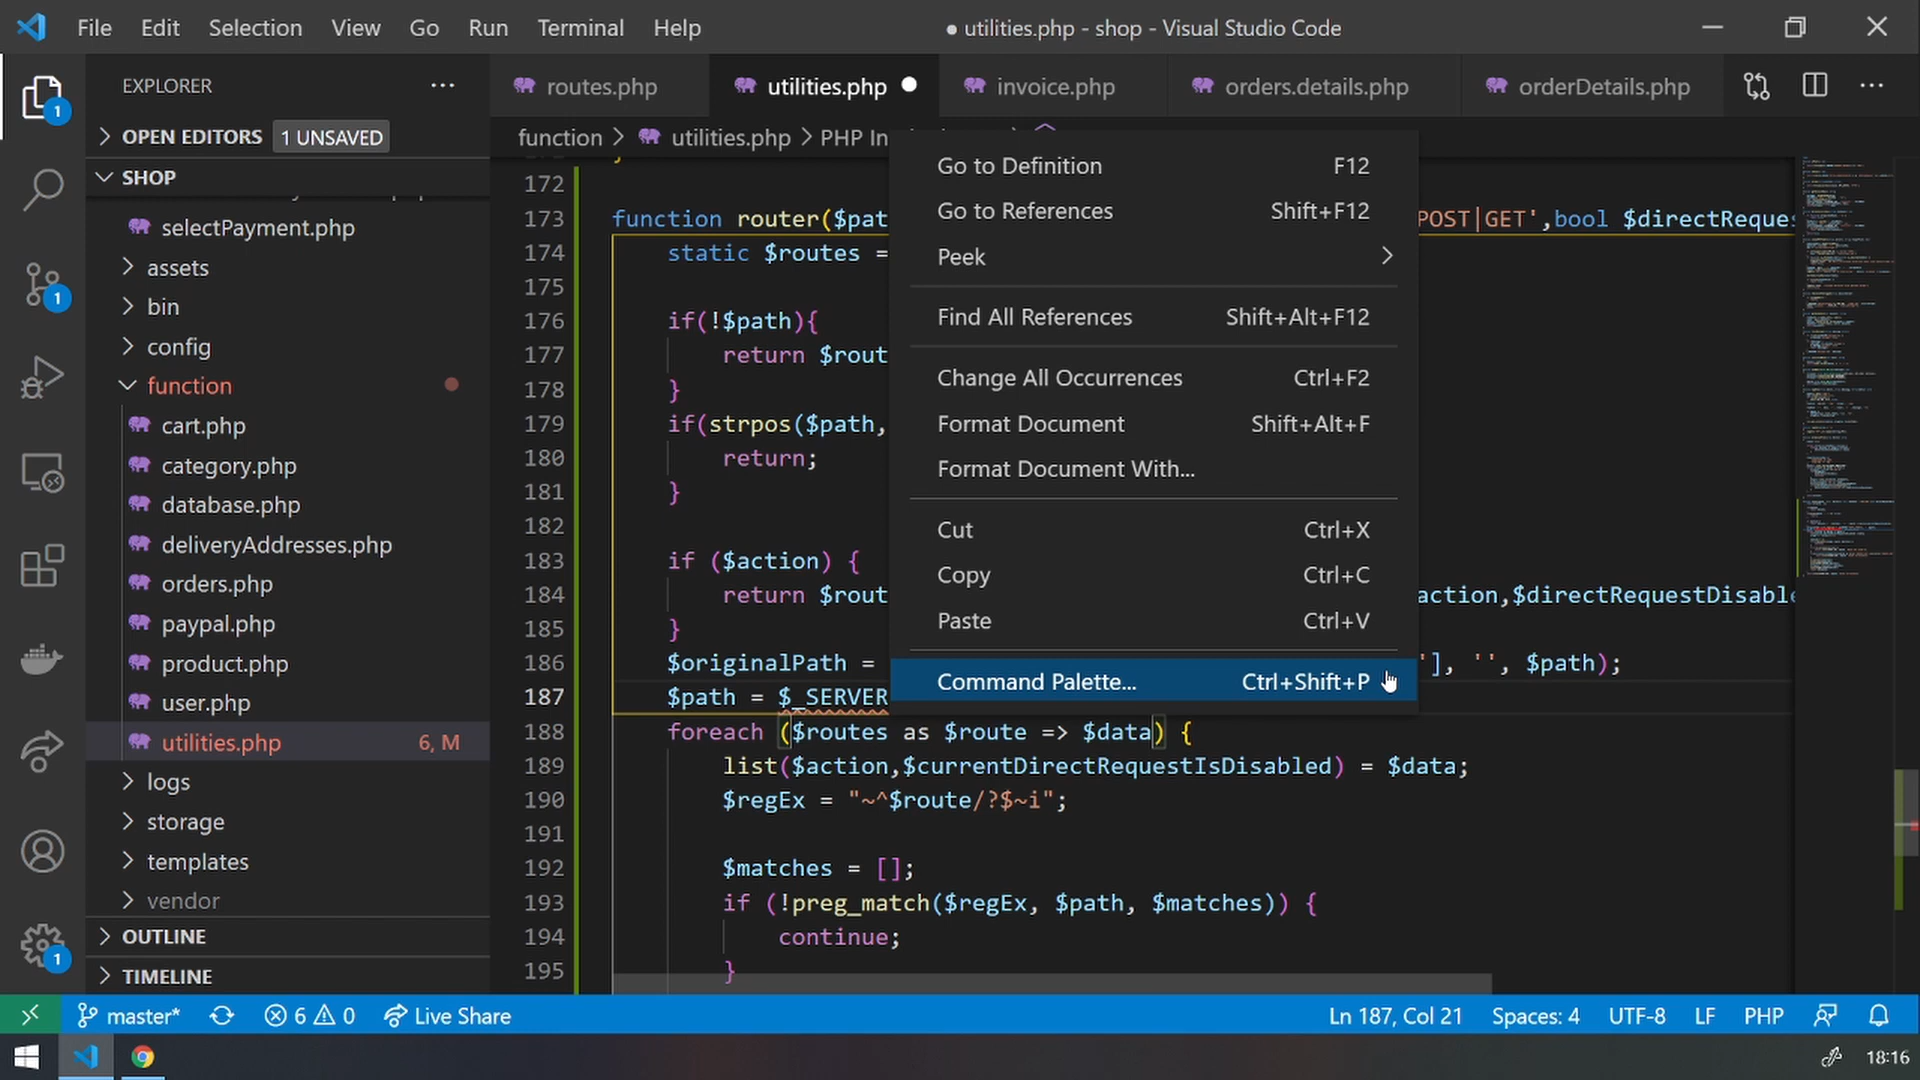 File Edit Selection View Go Run Terminal Help
● utilities.php - shop - Visual Studio Code
EXPLORER
routes.php
utilities.php
invoice.php
orders.details.php
orderDetails.php
OPEN EDITORS 1 UNSAVED
function > utilities.php > PHP In
SHOP
selectPayment.php
assets
bin
config
function
cart.php
category.php
database.php
deliveryAddresses.php
orders.php
paypal.php
product.php
user.php
utilities.php 6, M
logs
storage
templates
vendor
OUTLINE
TIMELINE
172
173 function router($pat POST|GET',bool $directReques
174 static $routes =
175
176 if(!$path){
177 return $rout
178 }
179 if(strpos($path,
180 return;
181 }
182
183 if ($action) {
184 return $rout action,$directRequestDisable
185 }
186 $originalPath = '], '', $path);
187 $path = $_SERVER
188 foreach ($routes as $route => $data) {
189 list($action,$currentDirectRequestIsDisabled) = $data;
190 $regEx = "~^$route/?$~i";
191
192 $matches = [];
193 if (!preg_match($regEx, $path, $matches)) {
194 continue;
195 }
Go to Definition F12
Go to References Shift+F12
Peek
Find All References Shift+Alt+F12
Change All Occurrences Ctrl+F2
Format Document Shift+Alt+F
Format Document With...
Cut Ctrl+X
Copy Ctrl+C
Paste Ctrl+V
Command Palette... Ctrl+Shift+P
1
1
1
master* 6 0 Live Share
Ln 187, Col 21 Spaces: 4 UTF-8 LF PHP
18:16